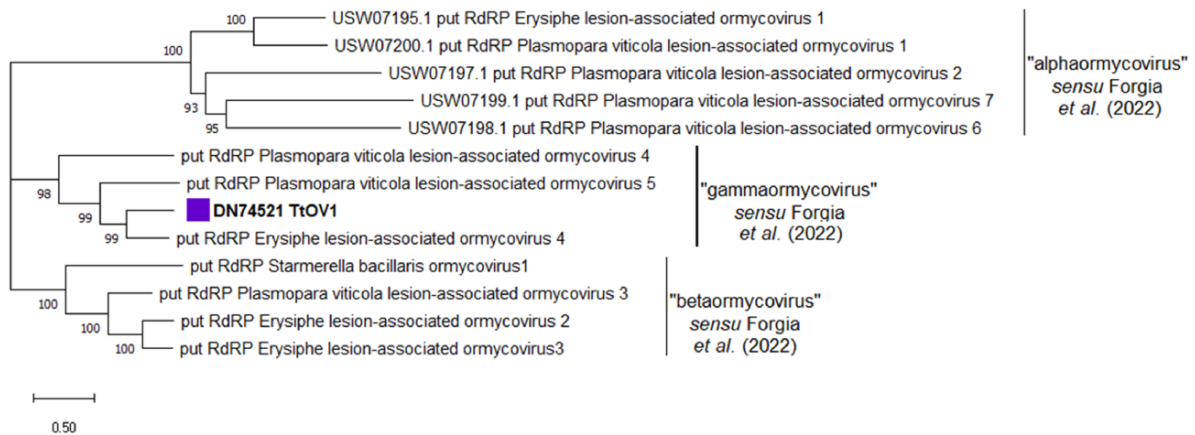 USW07195.1 put RdRP Erysiphe lesion-associated ormycovirus 1
100
USW07200.1 put RdRP Plasmopara viticola lesion-associated ormycovirus 1
100
USW07197.1 put RdRP Plasmopara viticola lesion-associated ormycovirus 2
93
USW07199.1 put RdRP Plasmopara viticola lesion-associated ormycovirus 7
95
USW07198.1 put RdRP Plasmopara viticola lesion-associated ormycovirus 6
"alphaormycovirus"
sensu Forgia
et al. (2022)
put RdRP Plasmopara viticola lesion-associated ormycovirus 4
98
put RdRP Plasmopara viticola lesion-associated ormycovirus 5
99
DN74521 TtOV1
99
put RdRP Erysiphe lesion-associated ormycovirus 4
"gammaormycovirus"
sensu Forgia
et al. (2022)
put RdRP Starmerella bacillaris ormycovirus1
100
put RdRP Plasmopara viticola lesion-associated ormycovirus 3
100
put RdRP Erysiphe lesion-associated ormycovirus 2
100
put RdRP Erysiphe lesion-associated ormycovirus3
"betaormycovirus"
sensu Forgia
et al. (2022)
0.50